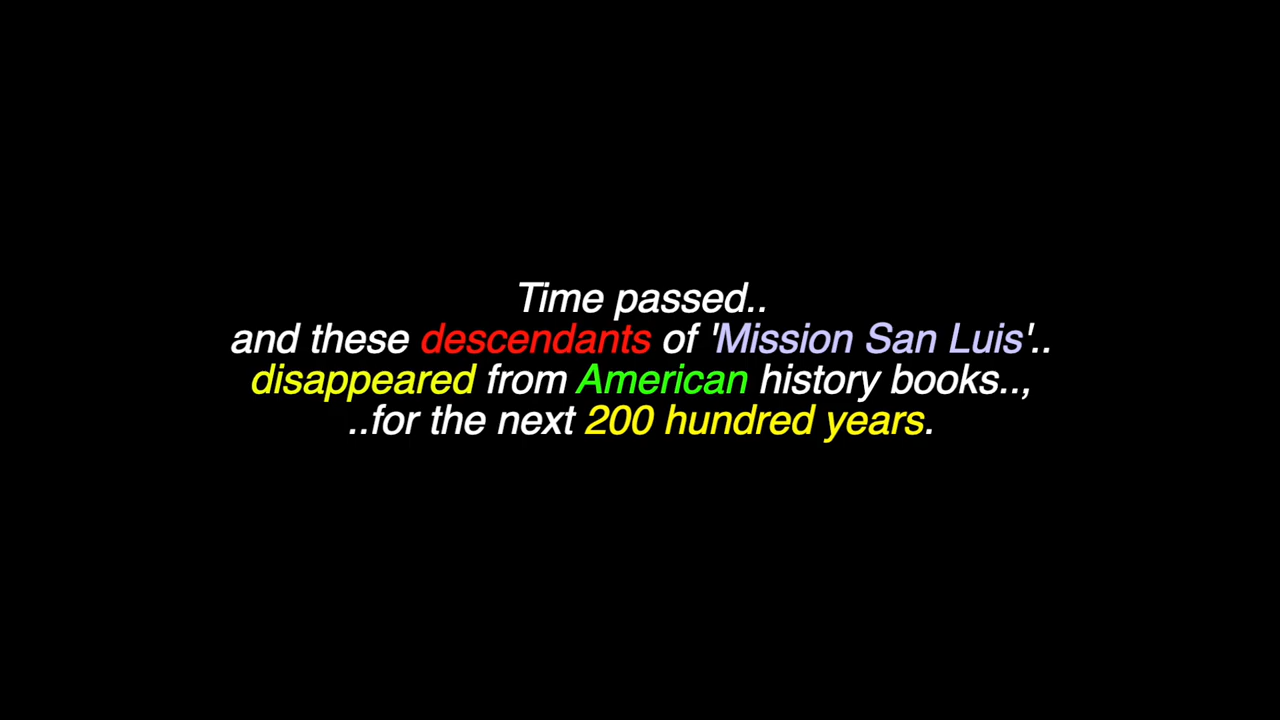 Time passed..
and these descendants of 'Mission San Luis'..
disappeared from American history books..,
..for the next 200 hundred years.